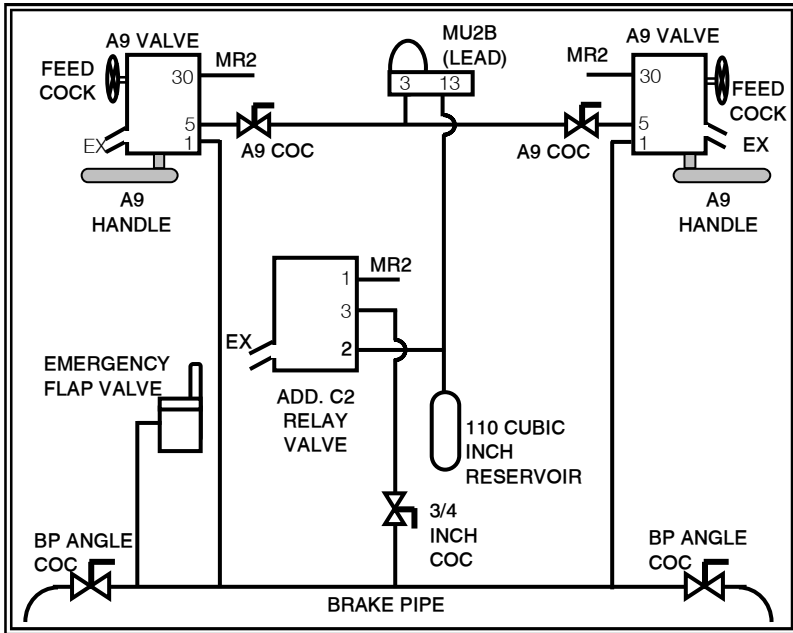 A9 VALVE
FEED
COCK
30
MR2
EX
5
1
A9 COC
A9
HANDLE
MU2B
(LEAD)
3 13
A9 VALVE
MR2
30
FEED
COCK
5
1
EX
A9 COC
A9
HANDLE
1
MR2
3
EX
2
ADD. C2
RELAY
VALVE
110 CUBIC
INCH
RESERVOIR
EMERGENCY
FLAP VALVE
3/4
INCH
COC
BP ANGLE
COC
BP ANGLE
COC
BRAKE PIPE